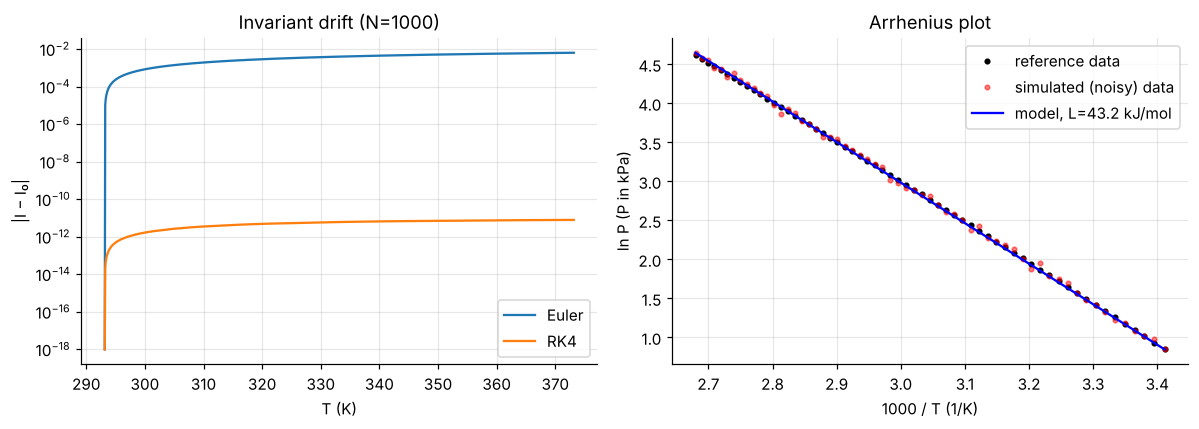 Invariant drift (N=1000)
10⁻²
10⁻⁴
10⁻⁶
10⁻⁸
10⁻¹⁰
10⁻¹²
10⁻¹⁴
10⁻¹⁶
10⁻¹⁸
|I − I₀|
Euler
RK4
290 300 310 320 330 340 350 360 370
T (K)
Arrhenius plot
4.5
4.0
3.5
3.0
2.5
2.0
1.5
1.0
ln P (P in kPa)
reference data
simulated (noisy) data
model, L=43.2 kJ/mol
2.7 2.8 2.9 3.0 3.1 3.2 3.3 3.4
1000 / T (1/K)